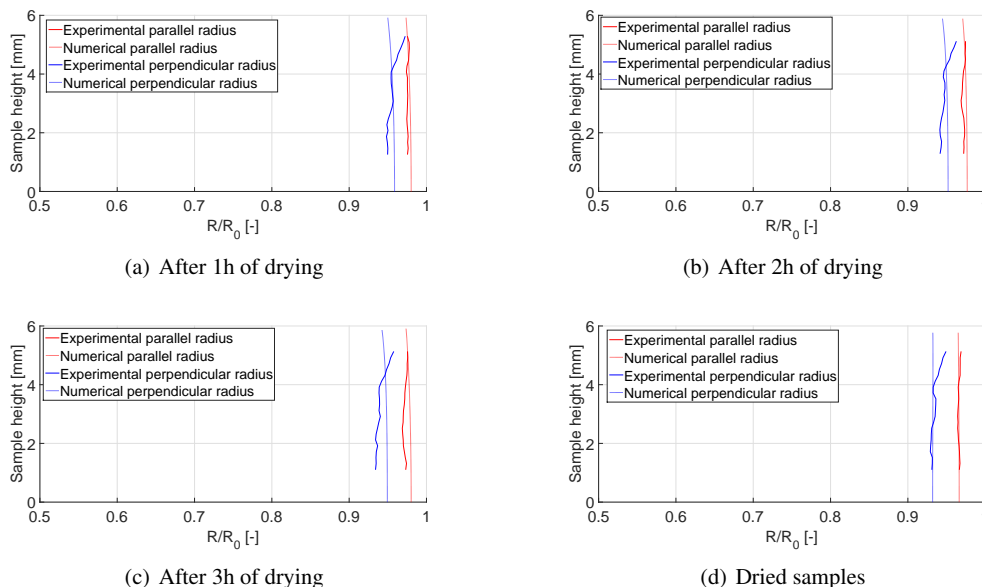 6
4
2
0
Sample height [mm]
Experimental parallel radius
Numerical parallel radius
Experimental perpendicular radius
Numerical perpendicular radius
0.5 0.6 0.7 0.8 0.9 1
R/R0 [-]
(a) After 1h of drying
6
4
2
0
Sample height [mm]
Experimental parallel radius
Numerical parallel radius
Experimental perpendicular radius
Numerical perpendicular radius
0.5 0.6 0.7 0.8 0.9
R/R0 [-]
(b) After 2h of drying
6
4
2
0
Sample height [mm]
Experimental parallel radius
Numerical parallel radius
Experimental perpendicular radius
Numerical perpendicular radius
0.5 0.6 0.7 0.8 0.9 1
R/R0 [-]
(c) After 3h of drying
6
4
2
0
Sample height [mm]
Experimental parallel radius
Numerical parallel radius
Experimental perpendicular radius
Numerical perpendicular radius
0.5 0.6 0.7 0.8 0.9
R/R0 [-]
(d) Dried samples